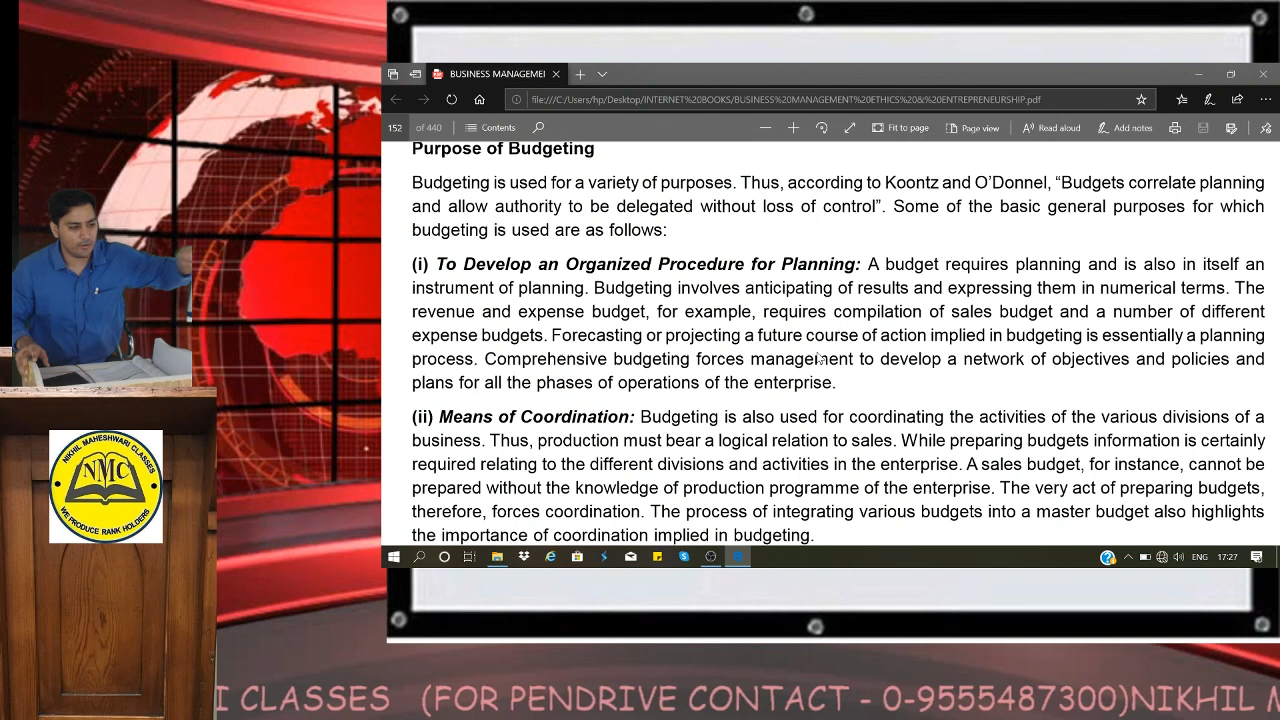 BUSINESS MANAGEMEI
file:///C:/Users/hp/Desktop/INTERNET%20BOOKS/BUSINESS%20MANAGEMENT%20ETHICS%20&%20ENTREPRENEURSHIP.pdf
152 of 440 Contents Fit to page Page view Read aloud Add notes
Purpose of Budgeting
Budgeting is used for a variety of purposes. Thus, according to Koontz and O’Donnel, “Budgets correlate planning
and allow authority to be delegated without loss of control”. Some of the basic general purposes for which
budgeting is used are as follows:
(i) To Develop an Organized Procedure for Planning: A budget requires planning and is also in itself an
instrument of planning. Budgeting involves anticipating of results and expressing them in numerical terms. The
revenue and expense budget, for example, requires compilation of sales budget and a number of different
expense budgets. Forecasting or projecting a future course of action implied in budgeting is essentially a planning
process. Comprehensive budgeting forces management to develop a network of objectives and policies and
plans for all the phases of operations of the enterprise.
(ii) Means of Coordination: Budgeting is also used for coordinating the activities of the various divisions of a
business. Thus, production must bear a logical relation to sales. While preparing budgets information is certainly
required relating to the different divisions and activities in the enterprise. A sales budget, for instance, cannot be
prepared without the knowledge of production programme of the enterprise. The very act of preparing budgets,
therefore, forces coordination. The process of integrating various budgets into a master budget also highlights
the importance of coordination implied in budgeting.
ENG 17:27
NIKHIL MAHESHWARI CLASSES
NMC
WE PRODUCE RANK HOLDERS
I CLASSES (FOR PENDRIVE CONTACT - 0-9555487300)NIKHIL M